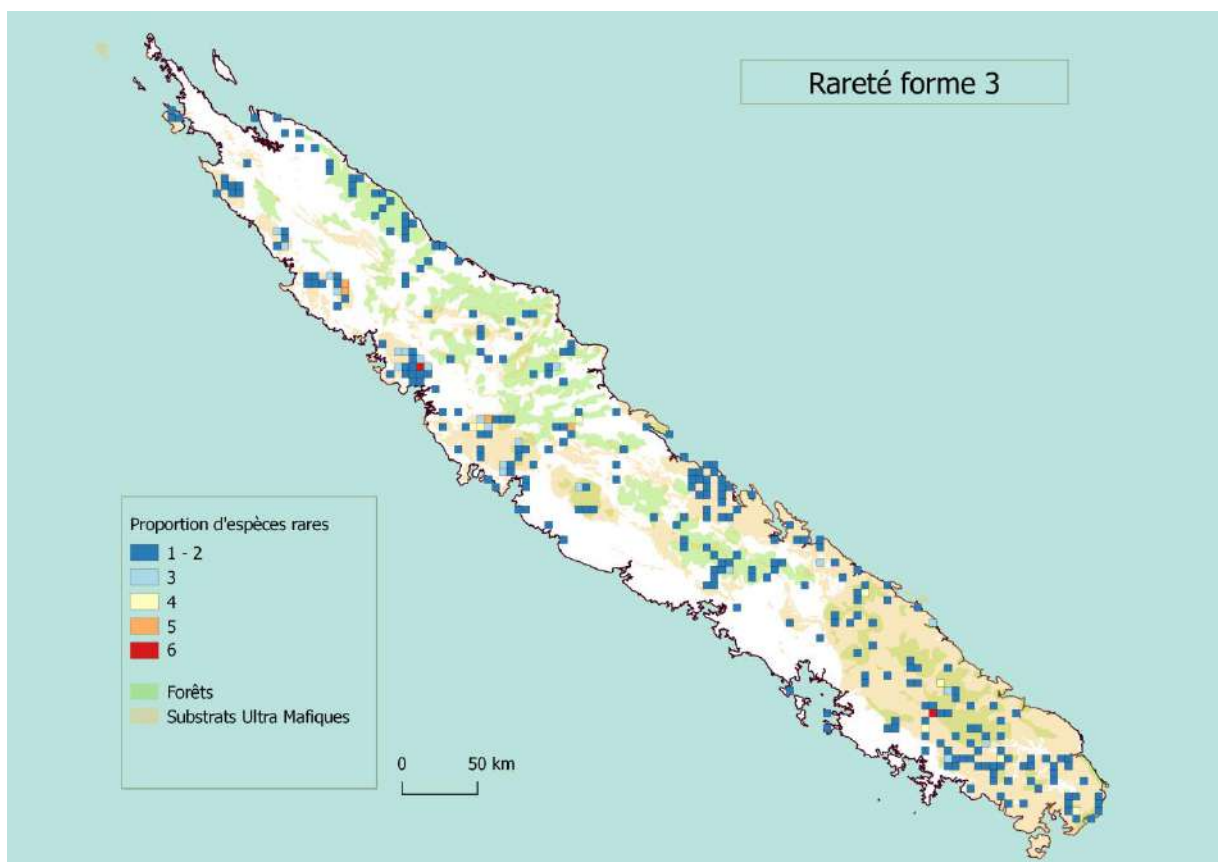 Rareté forme 3
Proportion d'espèces rares
1 - 2
3
4
5
6
Forêts
Substrats Ultra Mafiques
0 50 km